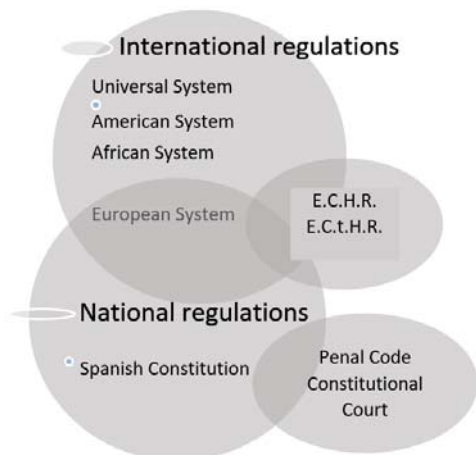 International regulations
Universal System
American System
African System
European System
E.C.H.R.
E.C.t.H.R.
National regulations
Spanish Constitution
Penal Code
Constitutional
Court